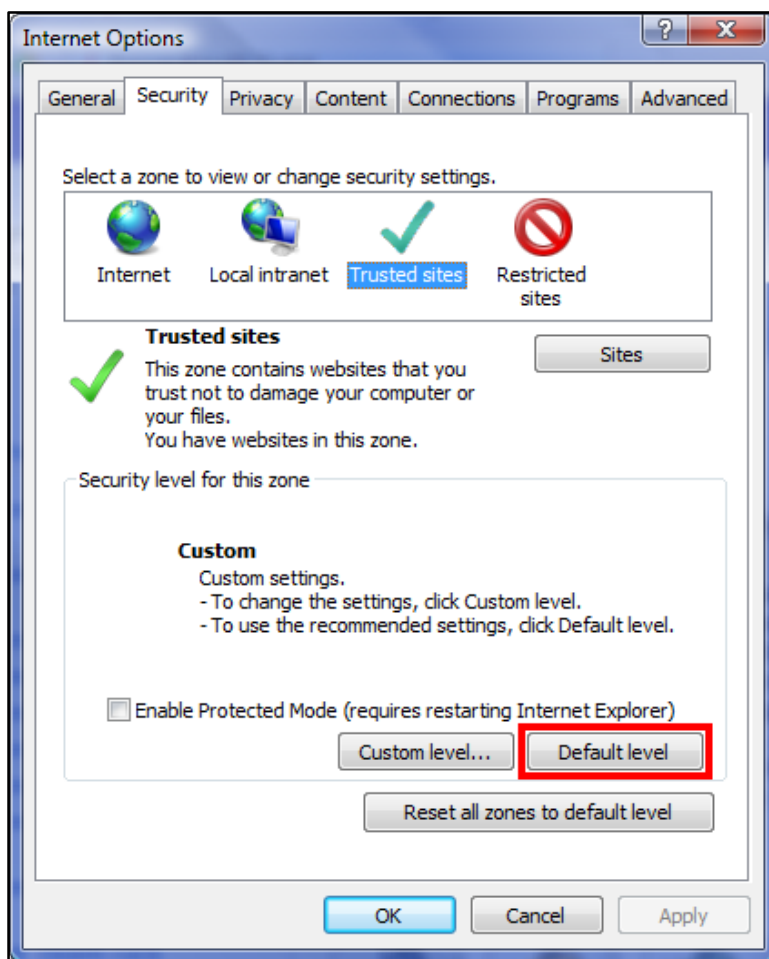 Internet Options
?
X
General Security Privacy Content Connections Programs Advanced
Select a zone to view or change security settings.
Internet Local intranet Trusted sites Restricted
sites
Trusted sites
Sites
This zone contains websites that you
trust not to damage your computer or
your files.
You have websites in this zone.
Security level for this zone
Custom
Custom settings.
- To change the settings, click Custom level.
- To use the recommended settings, click Default level.
Enable Protected Mode (requires restarting Internet Explorer)
Custom level... Default level
Reset all zones to default level
OK Cancel Apply